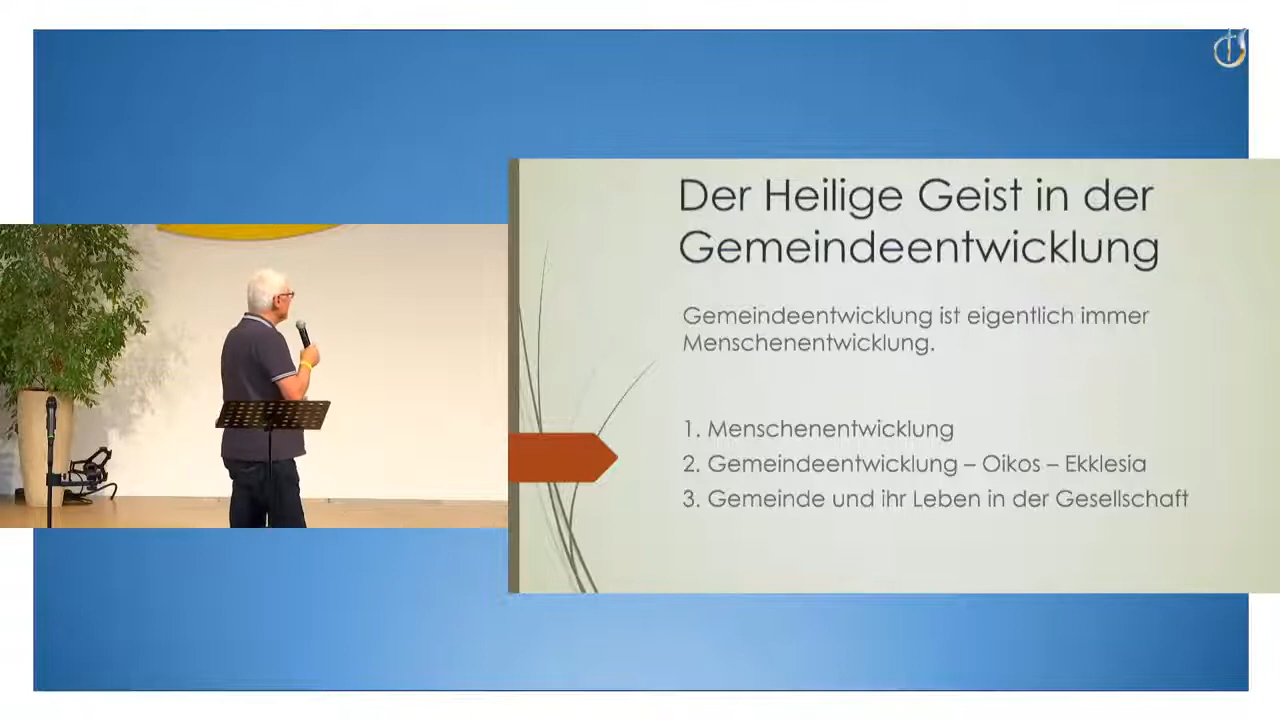 Der Heilige Geist in der
Gemeindeentwicklung
Gemeindeentwicklung ist eigentlich immer
Menschenentwicklung.
1. Menschenentwicklung
2. Gemeindeentwicklung – Oikos – Ekklesia
3. Gemeinde und ihr Leben in der Gesellschaft